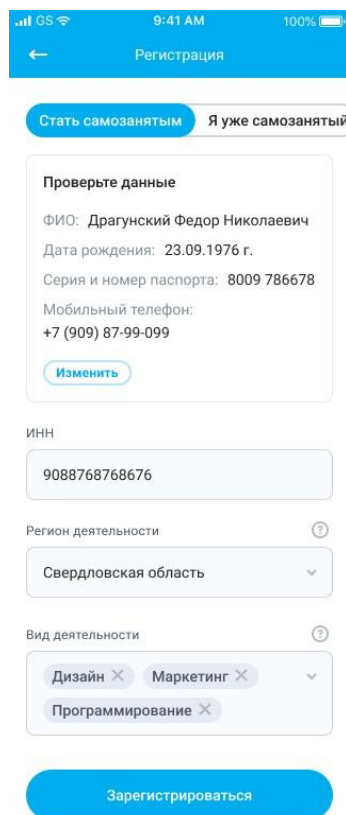 GS 9:41 AM 100%
Регистрация
Стать самозанятым Я уже самозанятый
Проверьте данные
ФИО: Драгунский Федор Николаевич
Дата рождения: 23.09.1976 г.
Серия и номер паспорта: 8009 786678
Мобильный телефон:
+7 (909) 87-99-099
Изменить
ИНН
9088768768676
Регион деятельности ?
Свердловская область
Вид деятельности ?
Дизайн Маркетинг
Программирование
Зарегистрироваться